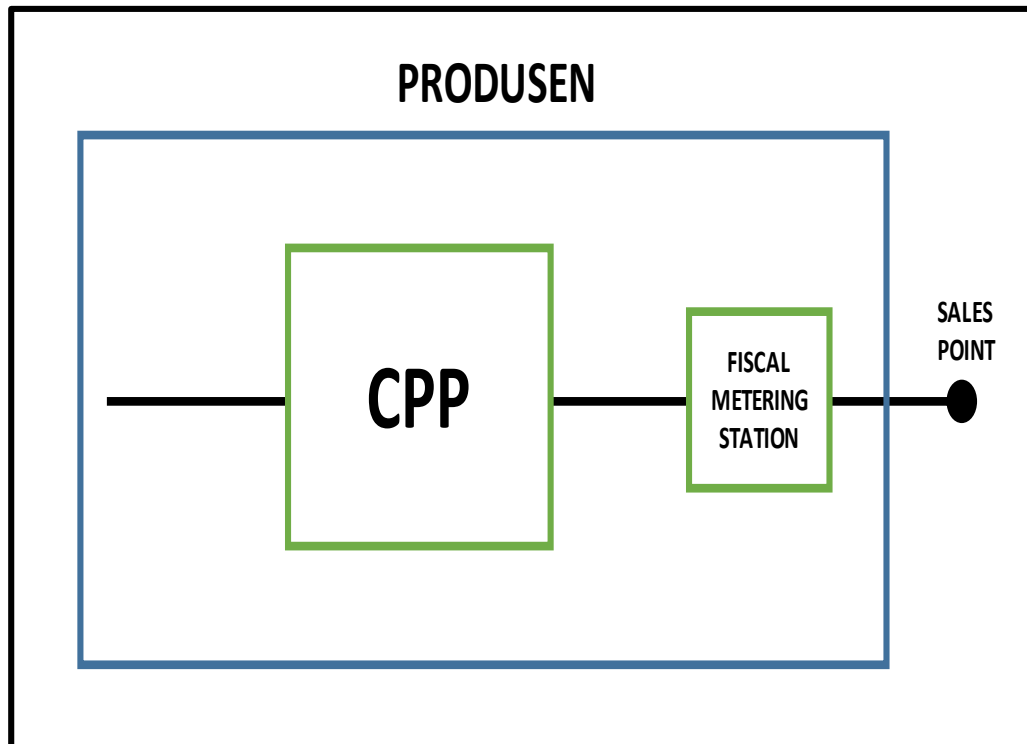 PRODUSEN
CPP
FISCAL
METERING
STATION
SALES
POINT